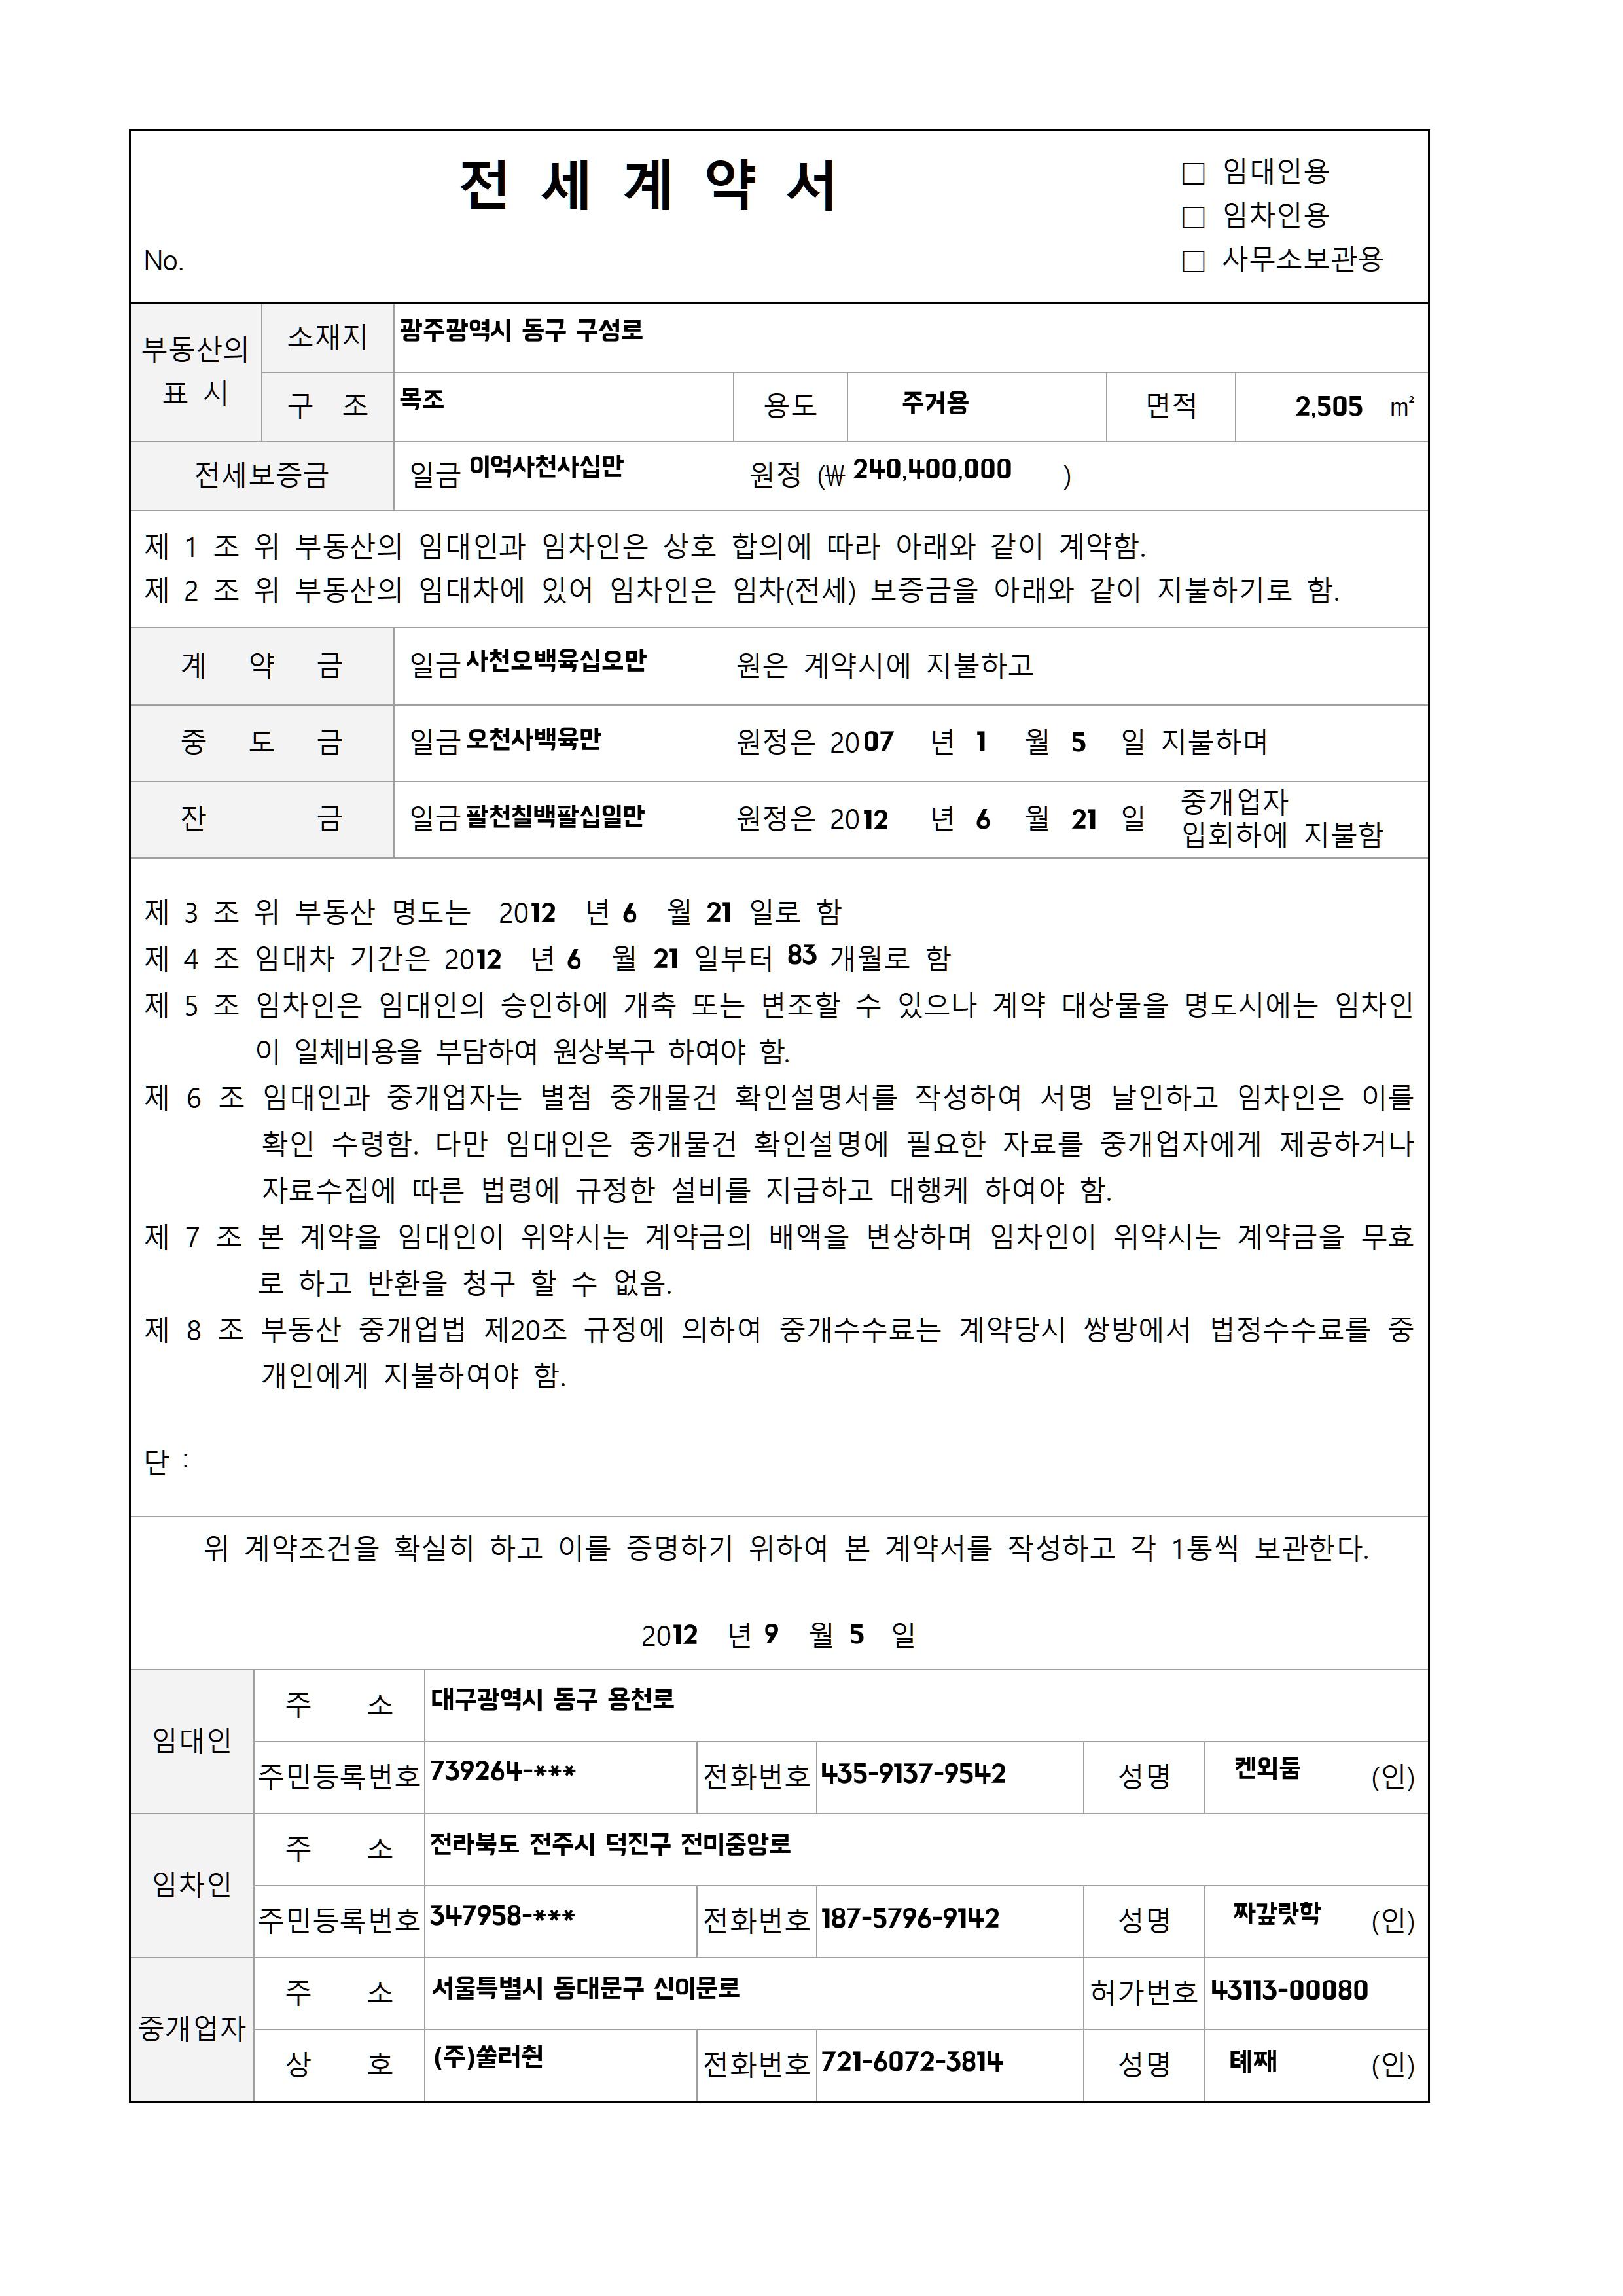 전 세 계 약 서
□ 임대인용
□ 임차인용
□ 사무소보관용
No.
부동산의 표 시
소재지 광주광역시 동구 구성로
구 조 목조 용도 주거용 면적 2,505 ㎡
전세보증금 일금 이억사천사십만 원정 (₩ 240,400,000 )
제 1 조 위 부동산의 임대인과 임차인은 상호 합의에 따라 아래와 같이 계약함.
제 2 조 위 부동산의 임대차에 있어 임차인은 임차(전세) 보증금을 아래와 같이 지불하기로 함.
계 약 금 일금 사천오백육십오만 원은 계약시에 지불하고
중 도 금 일금 오천사백육만 원정은 2007 년 1 월 5 일 지불하며
잔 금 일금 팔천칠백팔십일만 원정은 2012 년 6 월 21 일 중개업자
입회하에 지불함
제 3 조 위 부동산 명도는 2012 년 6 월 21 일로 함
제 4 조 임대차 기간은 2012 년 6 월 21 일부터 83 개월로 함
제 5 조 임차인은 임대인의 승인하에 개축 또는 변조할 수 있으나 계약 대상물을 명도시에는 임차인
이 일체비용을 부담하여 원상복구 하여야 함.
제 6 조 임대인과 중개업자는 별첨 중개물건 확인설명서를 작성하여 서명 날인하고 임차인은 이를
확인 수령함. 다만 임대인은 중개물건 확인설명에 필요한 자료를 중개업자에게 제공하거나
자료수집에 따른 법령에 규정한 설비를 지급하고 대행케 하여야 함.
제 7 조 본 계약을 임대인이 위약시는 계약금의 배액을 변상하며 임차인이 위약시는 계약금을 무효
로 하고 반환을 청구 할 수 없음.
제 8 조 부동산 중개업법 제20조 규정에 의하여 중개수수료는 계약당시 쌍방에서 법정수수료를 중
개인에게 지불하여야 함.
단 :
위 계약조건을 확실히 하고 이를 증명하기 위하여 본 계약서를 작성하고 각 1통씩 보관한다.
2012 년 9 월 5 일
임대인
주 소 대구광역시 동구 용천로
주민등록번호 739264-*** 전화번호 435-9137-9542 성명 켄외둠 (인)
임차인
주 소 전라북도 전주시 덕진구 전미중앙로
주민등록번호 347958-*** 전화번호 187-5796-9142 성명 짜갚랏학 (인)
중개업자
주 소 서울특별시 동대문구 신이문로 허가번호 43113-00080
상 호 (주)쏠러췬 전화번호 721-6072-3814 성명 톄째 (인)